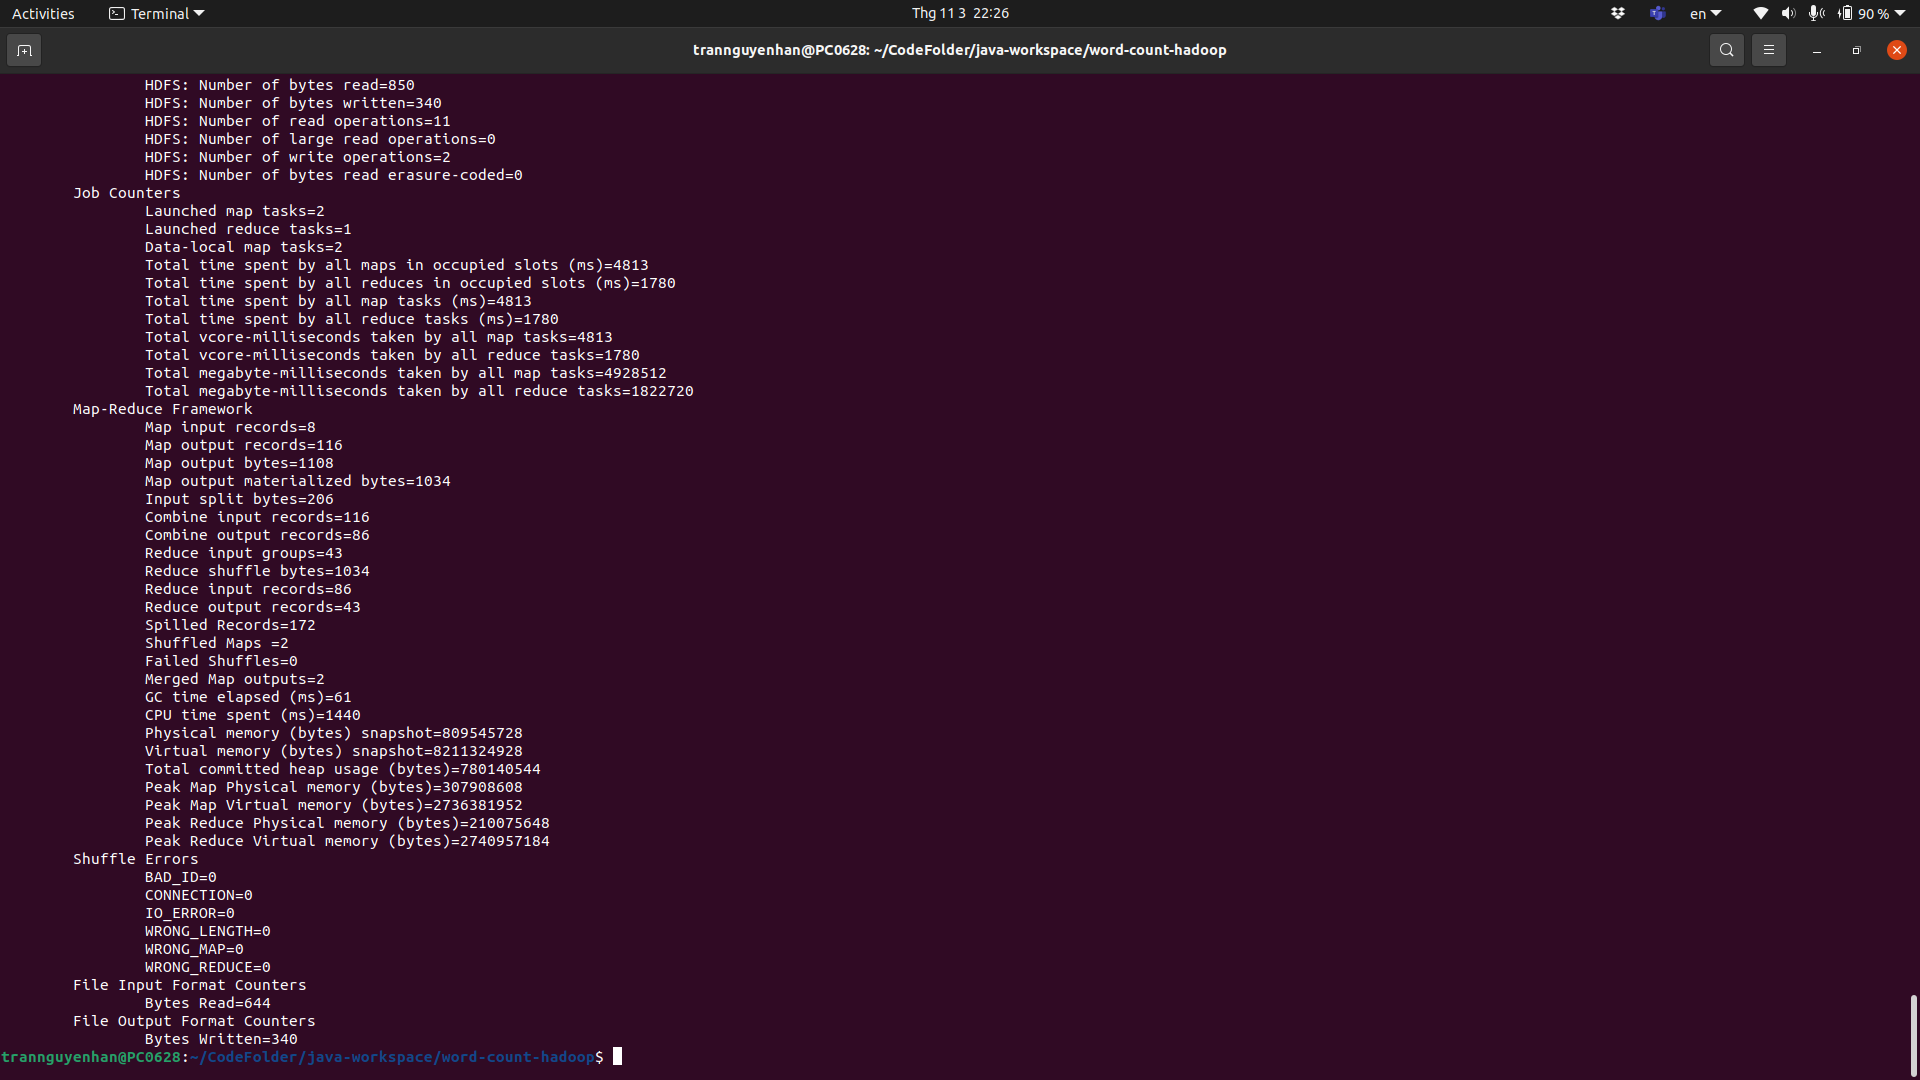 Activities Terminal Thg 11 3 22:26 en 90 %
trannguyenhan@PC0628: ~/CodeFolder/java-workspace/word-count-hadoop
HDFS: Number of bytes read=850
HDFS: Number of bytes written=340
HDFS: Number of read operations=11
HDFS: Number of large read operations=0
HDFS: Number of write operations=2
HDFS: Number of bytes read erasure-coded=0
Job Counters
Launched map tasks=2
Launched reduce tasks=1
Data-local map tasks=2
Total time spent by all maps in occupied slots (ms)=4813
Total time spent by all reduces in occupied slots (ms)=1780
Total time spent by all map tasks (ms)=4813
Total time spent by all reduce tasks (ms)=1780
Total vcore-milliseconds taken by all map tasks=4813
Total vcore-milliseconds taken by all reduce tasks=1780
Total megabyte-milliseconds taken by all map tasks=4928512
Total megabyte-milliseconds taken by all reduce tasks=1822720
Map-Reduce Framework
Map input records=8
Map output records=116
Map output bytes=1108
Map output materialized bytes=1034
Input split bytes=206
Combine input records=116
Combine output records=86
Reduce input groups=43
Reduce shuffle bytes=1034
Reduce input records=86
Reduce output records=43
Spilled Records=172
Shuffled Maps =2
Failed Shuffles=0
Merged Map outputs=2
GC time elapsed (ms)=61
CPU time spent (ms)=1440
Physical memory (bytes) snapshot=809545728
Virtual memory (bytes) snapshot=8211324928
Total committed heap usage (bytes)=780140544
Peak Map Physical memory (bytes)=307908608
Peak Map Virtual memory (bytes)=2736381952
Peak Reduce Physical memory (bytes)=210075648
Peak Reduce Virtual memory (bytes)=2740957184
Shuffle Errors
BAD_ID=0
CONNECTION=0
IO_ERROR=0
WRONG_LENGTH=0
WRONG_MAP=0
WRONG_REDUCE=0
File Input Format Counters
Bytes Read=644
File Output Format Counters
Bytes Written=340
trannguyenhan@PC0628:~/CodeFolder/java-workspace/word-count-hadoop$